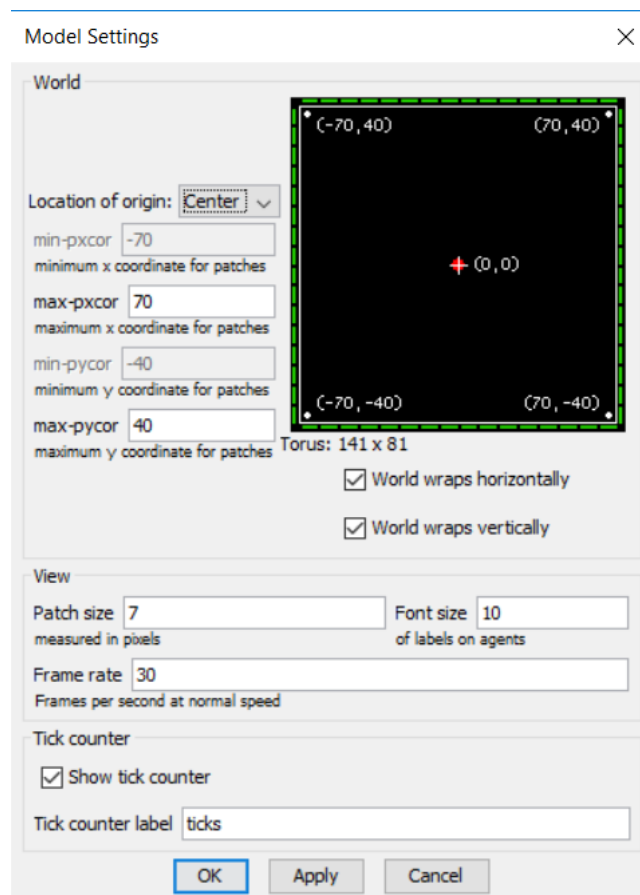 Model Settings
World
(-70,40) (70,40)
Location of origin: Center
min-pxcor -70
minimum x coordinate for patches
(0,0)
max-pxcor 70
maximum x coordinate for patches
min-pycor -40
minimum y coordinate for patches
(-70,-40) (70,-40)
max-pycor 40
maximum y coordinate for patches
Torus: 141 x 81
World wraps horizontally
World wraps vertically
View
Patch size 7 Font size 10
measured in pixels of labels on agents
Frame rate 30
Frames per second at normal speed
Tick counter
Show tick counter
Tick counter label ticks
OK Apply Cancel